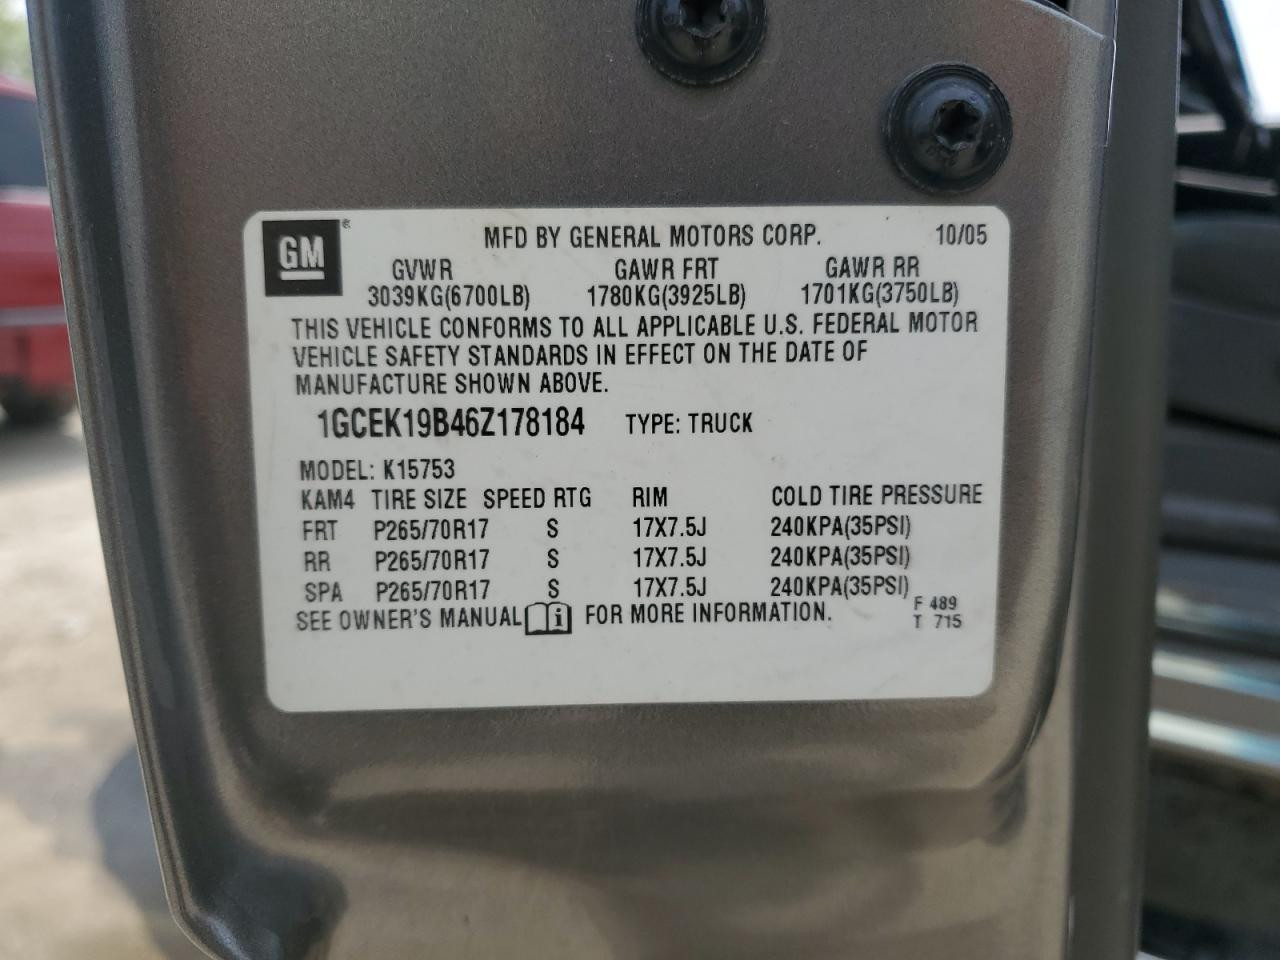 GM ® MFD BY GENERAL MOTORS CORP. 10/05
GVWR GAWR FRT GAWR RR
3039KG(6700LB) 1780KG(3925LB) 1701KG(3750LB)
THIS VEHICLE CONFORMS TO ALL APPLICABLE U.S. FEDERAL MOTOR
VEHICLE SAFETY STANDARDS IN EFFECT ON THE DATE OF
MANUFACTURE SHOWN ABOVE.
1GCEK19B46Z178184 TYPE: TRUCK
MODEL: K15753
KAM4 TIRE SIZE SPEED RTG RIM COLD TIRE PRESSURE
FRT P265/70R17 S 17X7.5J 240KPA(35PSI)
RR P265/70R17 S 17X7.5J 240KPA(35PSI)
SPA P265/70R17 S 17X7.5J 240KPA(35PSI)
SEE OWNER'S MANUAL i FOR MORE INFORMATION.
F 489
T 715